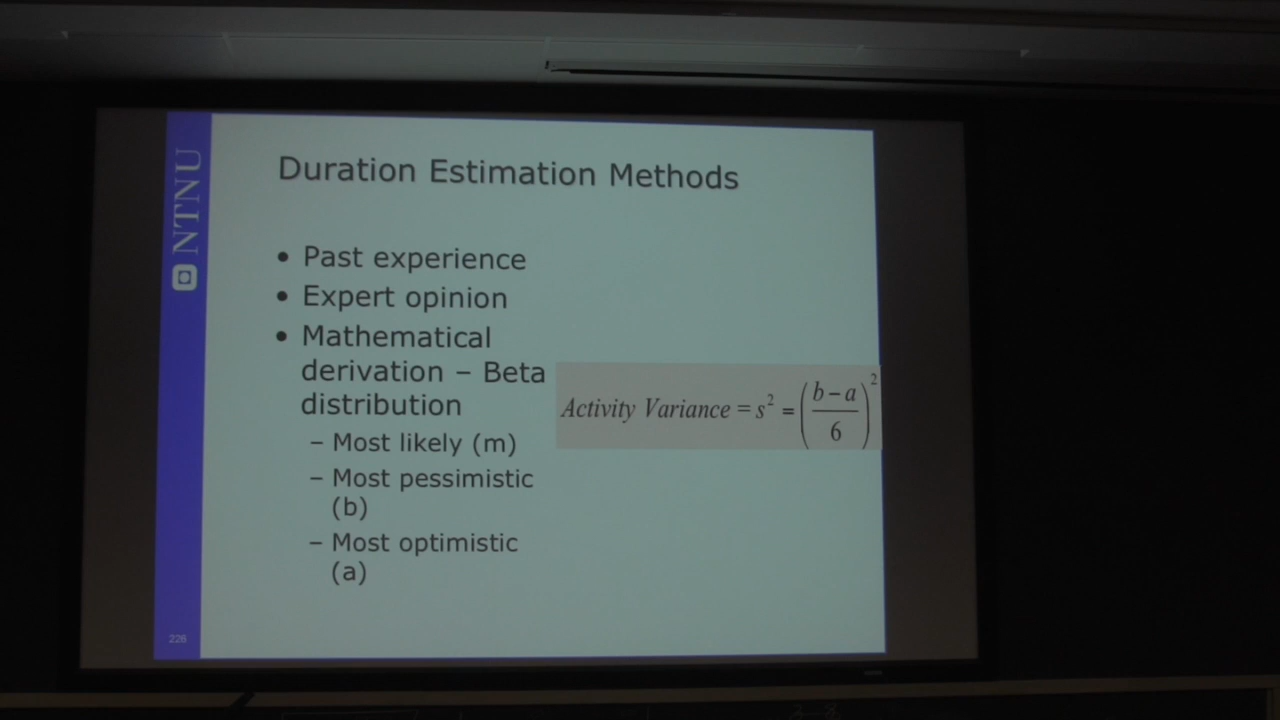 NTNU
Duration Estimation Methods
• Past experience
• Expert opinion
• Mathematical
derivation – Beta
distribution
– Most likely (m)
– Most pessimistic
(b)
– Most optimistic
(a)
Activity Variance = s² = ((b – a)/6)²
226